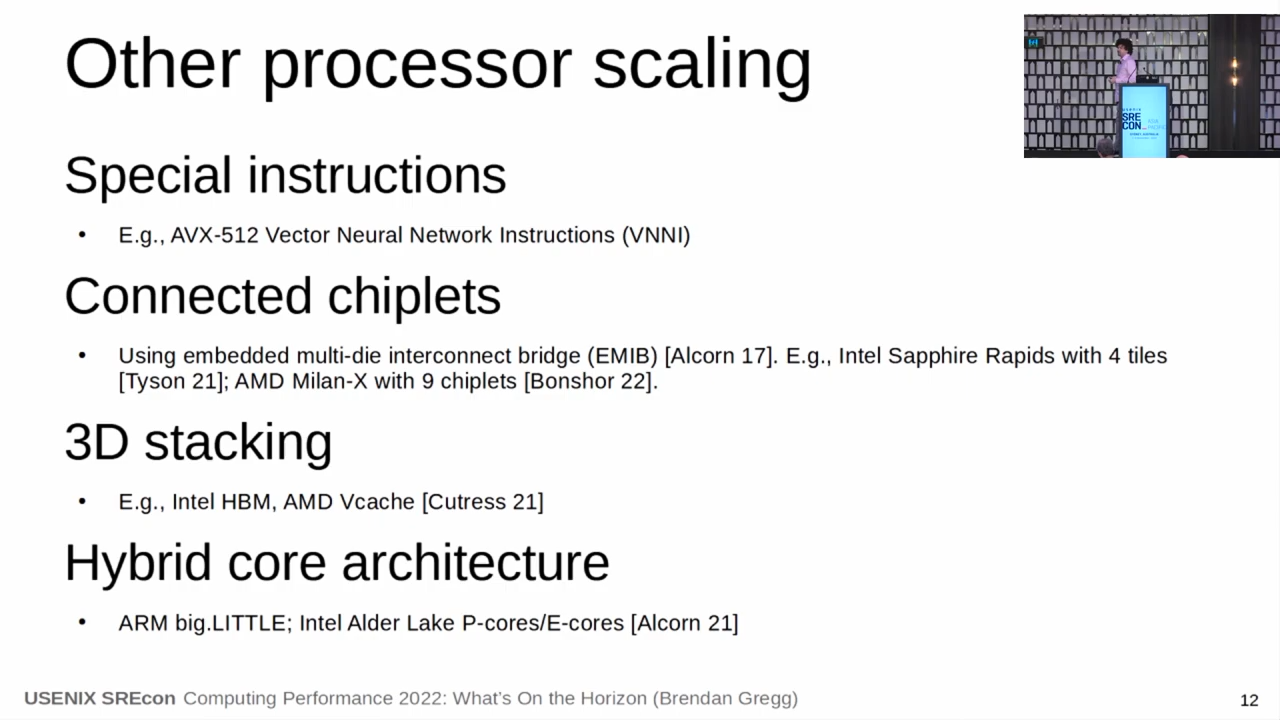 Other processor scaling
Special instructions
• E.g., AVX-512 Vector Neural Network Instructions (VNNI)
Connected chiplets
• Using embedded multi-die interconnect bridge (EMIB) [Alcorn 17]. E.g., Intel Sapphire Rapids with 4 tiles
[Tyson 21]; AMD Milan-X with 9 chiplets [Bonshor 22].
3D stacking
• E.g., Intel HBM, AMD Vcache [Cutress 21]
Hybrid core architecture
• ARM big.LITTLE; Intel Alder Lake P-cores/E-cores [Alcorn 21]
USENIX SREcon Computing Performance 2022: What's On the Horizon (Brendan Gregg)
12
SRE
CON